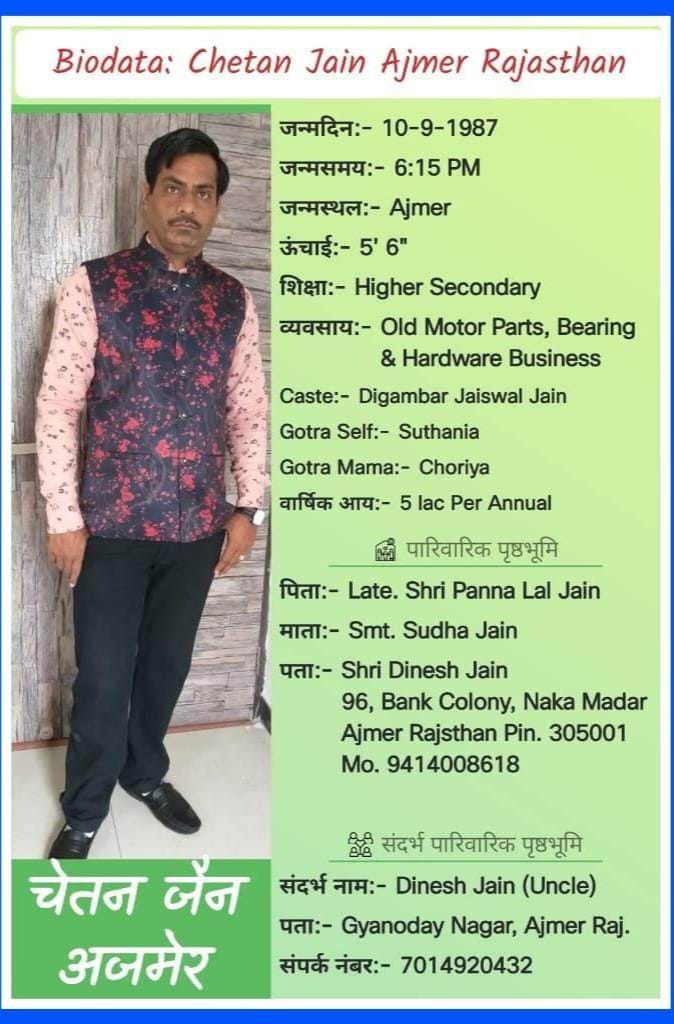 Biodata: Chetan Jain Ajmer Rajasthan
जन्मदिन:- 10-9-1987
जन्मसमय:- 6:15 PM
जन्मस्थल:- Ajmer
ऊंचाई:- 5' 6"
शिक्षा:- Higher Secondary
व्यवसाय:- Old Motor Parts, Bearing
& Hardware Business
Caste:- Digambar Jaiswal Jain
Gotra Self:- Suthania
Gotra Mama:- Choriya
वार्षिक आय:- 5 lac Per Annual
पारिवारिक पृष्ठभूमि
पिता:- Late. Shri Panna Lal Jain
माता:- Smt. Sudha Jain
पता:- Shri Dinesh Jain
96, Bank Colony, Naka Madar
Ajmer Rajsthan Pin. 305001
Mo. 9414008618
संदर्भ पारिवारिक पृष्ठभूमि
संदर्भ नाम:- Dinesh Jain (Uncle)
पता:- Gyanoday Nagar, Ajmer Raj.
संपर्क नंबर:- 7014920432
चेतन जैन
अजमेर